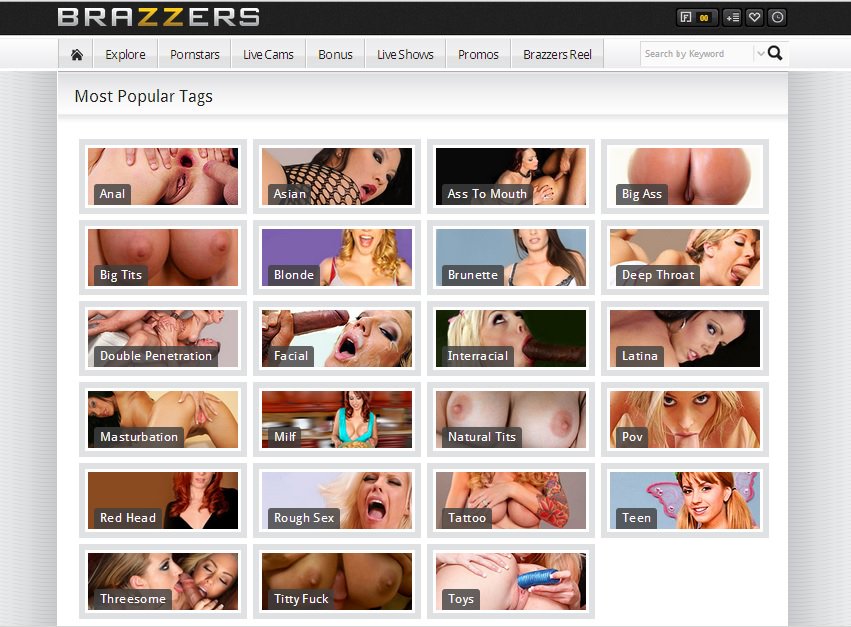 BRAZZERS
00
Explore
Pornstars
Live Cams
Bonus
Live Shows
Promos
Brazzers Reel
Search by Keyword
Most Popular Tags
Anal
Asian
Ass To Mouth
Big Ass
Big Tits
Blonde
Brunette
Deep Throat
Double Penetration
Facial
Interracial
Latina
Masturbation
Milf
Natural Tits
Pov
Red Head
Rough Sex
Tattoo
Teen
Threesome
Titty Fuck
Toys